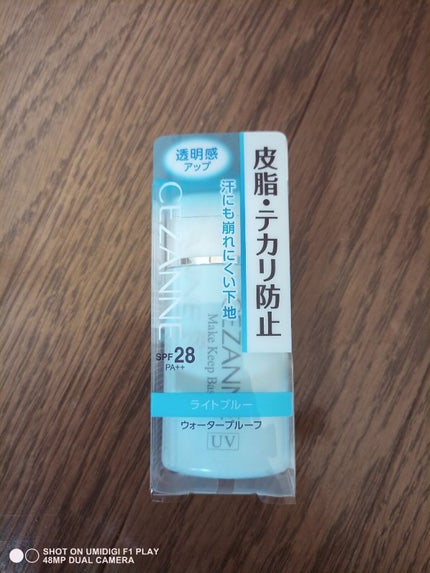 透明感
アップ
皮脂・テカリ防止
汗にも崩れにくい下地
CEZANNE
CEZANNE
Make Keep Bas
SPF28
PA++
ライトブルー
ウォータープルーフ
UV
SHOT ON UMIDIGI F1 PLAY
48MP DUAL CAMERA